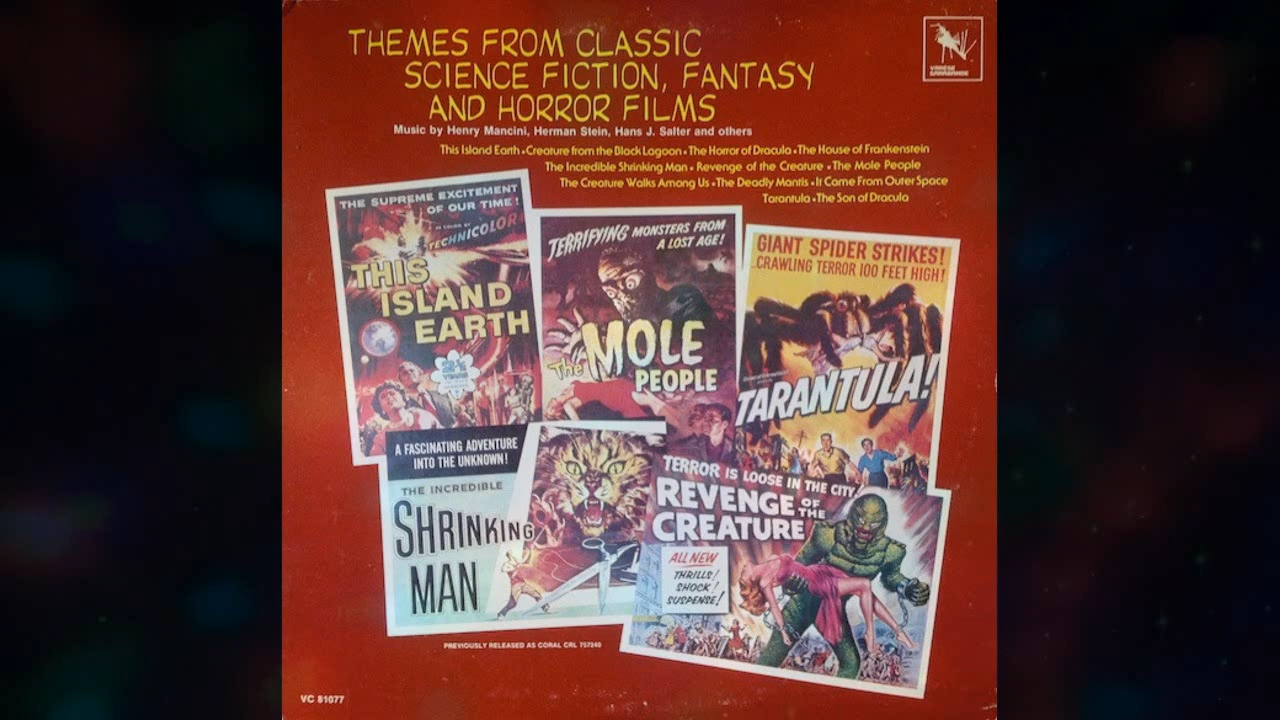 THEMES FROM CLASSIC
SCIENCE FICTION, FANTASY
AND HORROR FILMS
Music by Henry Mancini, Herman Stein, Hans J. Salter and others
This Island Earth • Creature from the Black Lagoon • The Horror of Dracula • The House of Frankenstein
The Incredible Shrinking Man • Revenge of the Creature • The Mole People
The Creature Walks Among Us • The Deadly Mantis • It Came From Outer Space
Tarantula • The Son of Dracula
VARESE
SARABANDE
THE SUPREME EXCITEMENT
OF OUR TIME!
TECHNICOLOR
THIS
ISLAND
EARTH
2½
YEARS
TERRIFYING MONSTERS FROM
A LOST AGE!
The MOLE
PEOPLE
GIANT SPIDER STRIKES!
CRAWLING TERROR 100 FEET HIGH!
TARANTULA!
A FASCINATING ADVENTURE
INTO THE UNKNOWN!
THE INCREDIBLE
SHRINKING
MAN
TERROR IS LOOSE IN THE CITY!
REVENGE OF THE
CREATURE
ALL NEW
THRILLS!
SHOCK!
SUSPENSE!
PREVIOUSLY RELEASED AS CORAL CRL 757240
VC 81077